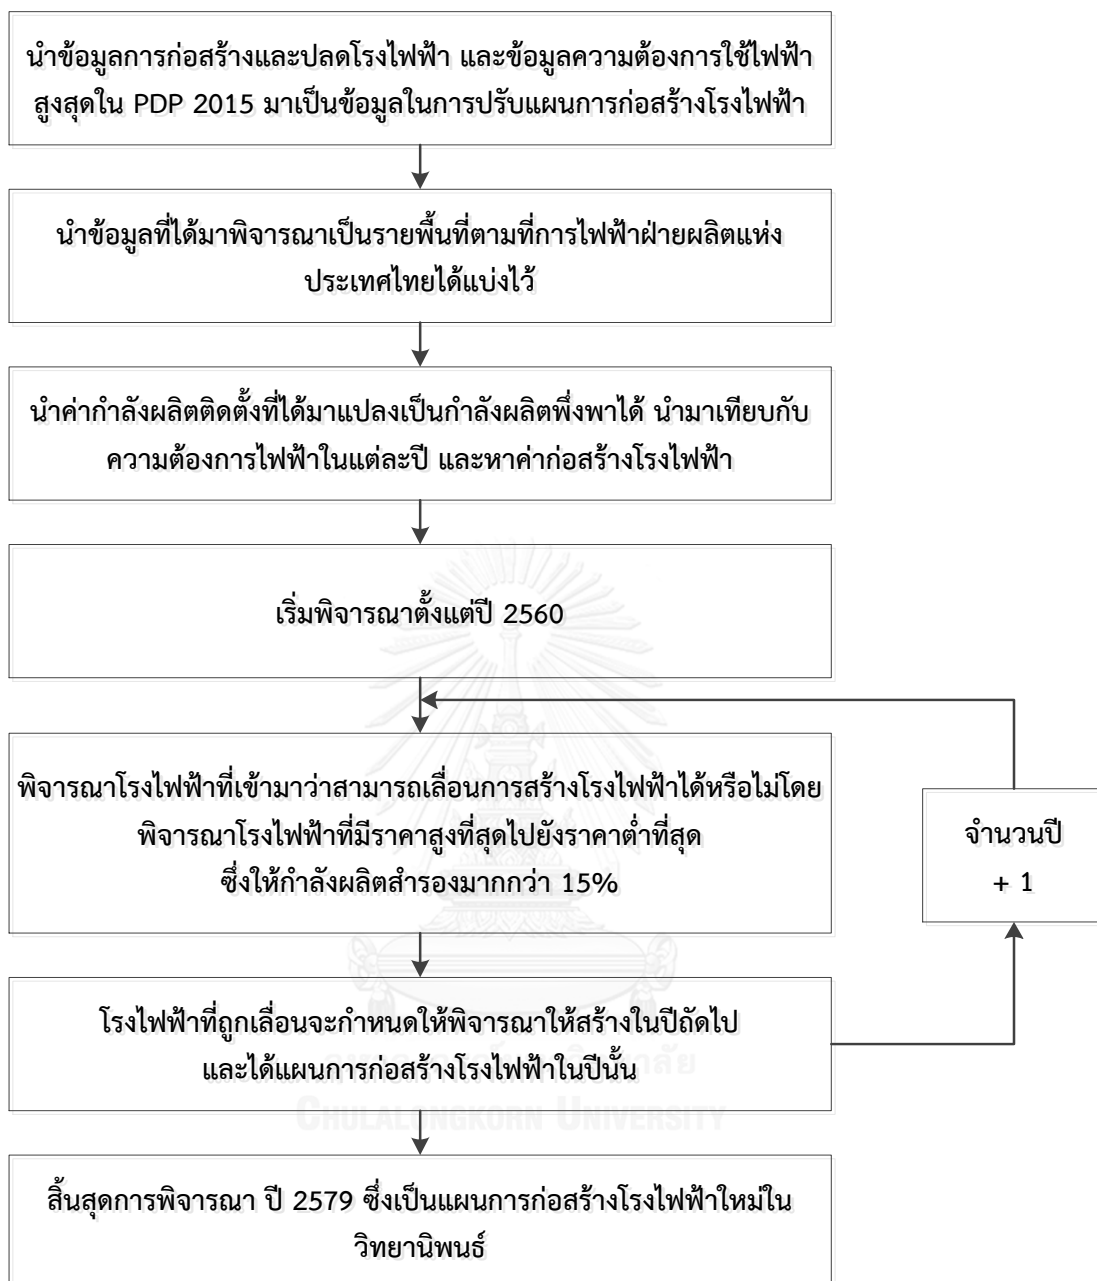 นำข้อมูลการก่อสร้างและปลดโรงไฟฟ้า และข้อมูลความต้องการใช้ไฟฟ้า
สูงสุดใน PDP 2015 มาเป็นข้อมูลในการปรับแผนการก่อสร้างโรงไฟฟ้า
นำข้อมูลที่ได้มาพิจารณาเป็นรายพื้นที่ตามที่การไฟฟ้าฝ่ายผลิตแห่ง
ประเทศไทยได้แบ่งไว้
นำค่ากำลังผลิตติดตั้งที่ได้มาแปลงเป็นกำลังผลิตพึ่งพาได้ นำมาเทียบกับ
ความต้องการไฟฟ้าในแต่ละปี และหาค่าก่อสร้างโรงไฟฟ้า
เริ่มพิจารณาตั้งแต่ปี 2560
พิจารณาโรงไฟฟ้าที่เข้ามาว่าสามารถเลื่อนการสร้างโรงไฟฟ้าได้หรือไม่โดย
พิจารณาโรงไฟฟ้าที่มีราคาสูงที่สุดไปยังราคาต่ำที่สุด
ซึ่งให้กำลังผลิตสำรองมากกว่า 15%
จำนวนปี
+ 1
โรงไฟฟ้าที่ถูกเลื่อนจะกำหนดให้พิจารณาให้สร้างในปีถัดไป
และได้แผนการก่อสร้างโรงไฟฟ้าในปีนั้น
CHULALONGKORN UNIVERSITY
สิ้นสุดการพิจารณา ปี 2579 ซึ่งเป็นแผนการก่อสร้างโรงไฟฟ้าใหม่ใน
วิทยานิพนธ์